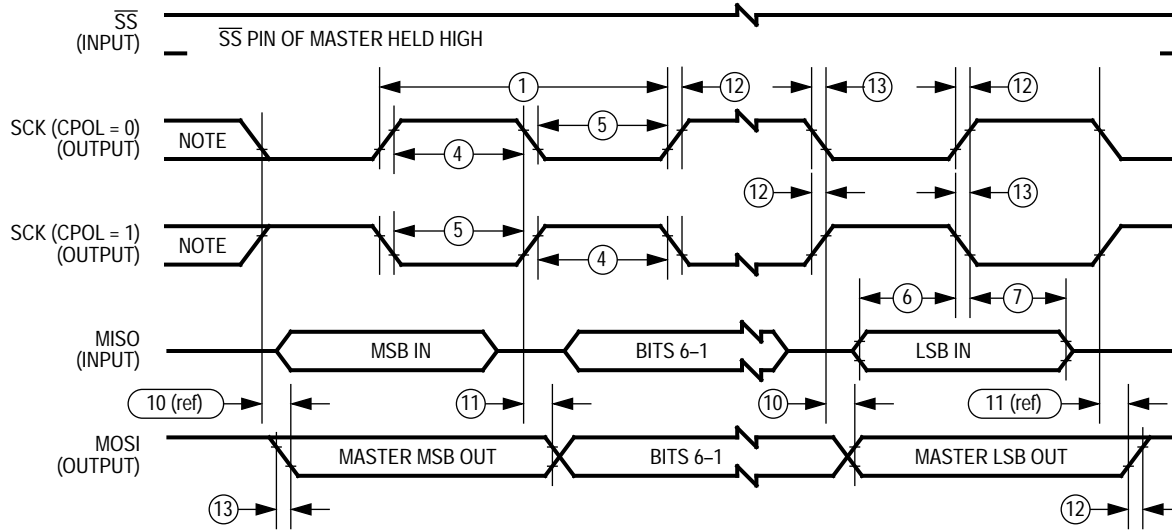 SS
(INPUT)
SS PIN OF MASTER HELD HIGH
1
12
13
12
SCK (CPOL = 0)
(OUTPUT)
NOTE
5
4
12
13
SCK (CPOL = 1)
(OUTPUT)
NOTE
5
4
6
7
MISO
(INPUT)
MSB IN
BITS 6–1
LSB IN
10 (ref)
11
10
11 (ref)
MOSI
(OUTPUT)
MASTER MSB OUT
BITS 6–1
MASTER LSB OUT
13
12